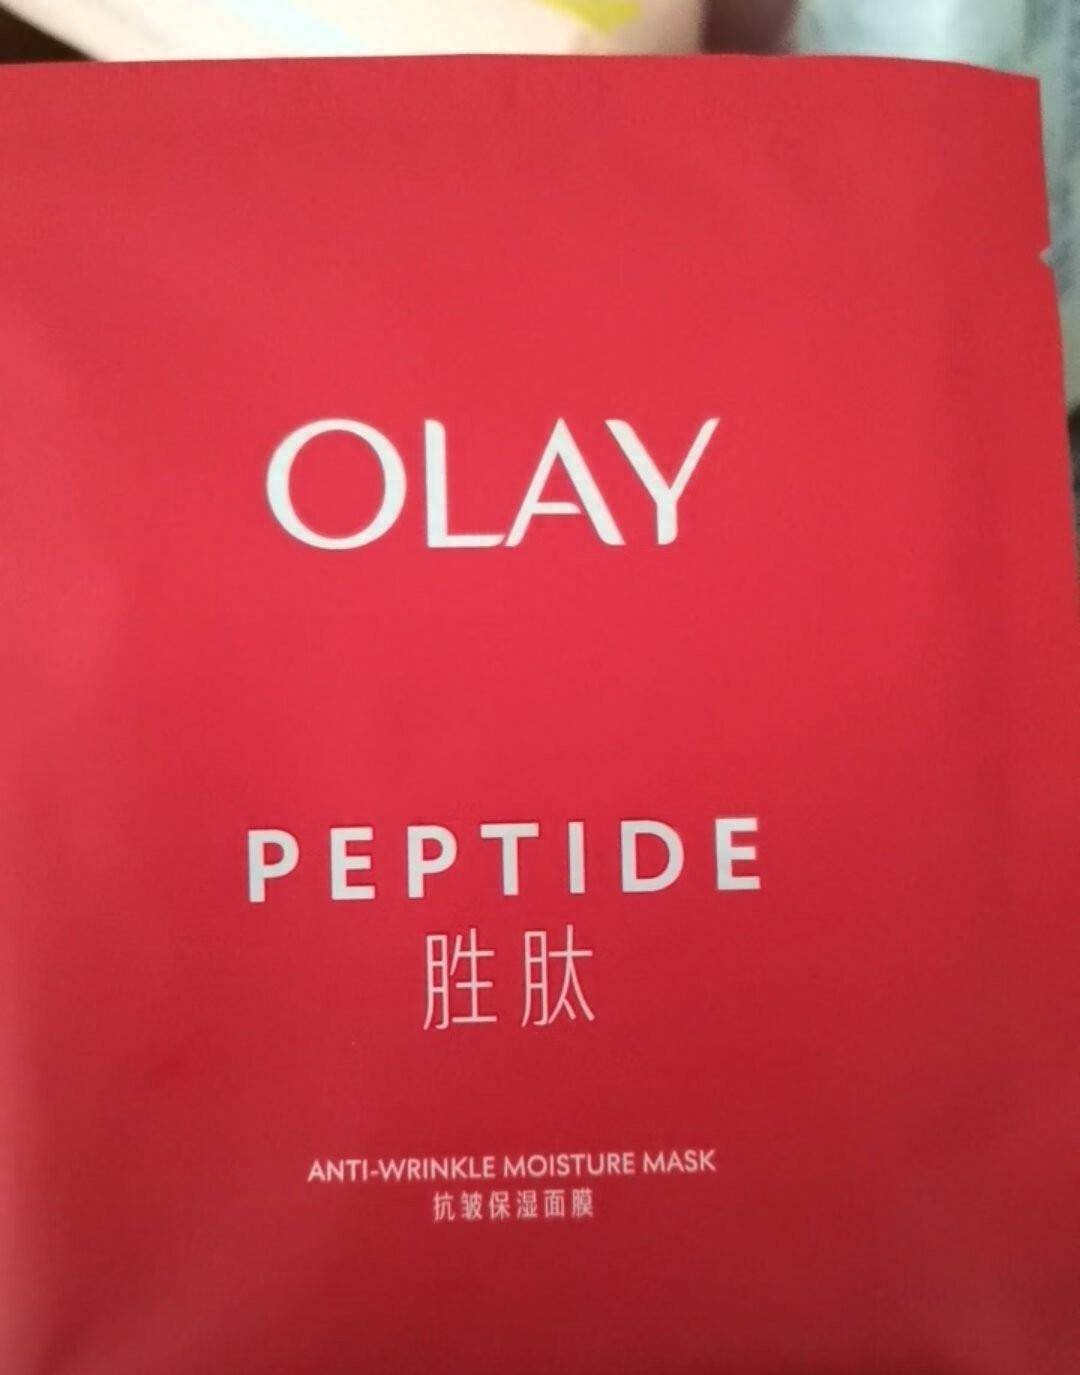 OLAY
PEPTIDE
胜肽
ANTI-WRINKLE MOISTURE MASK
抗皱保湿面膜